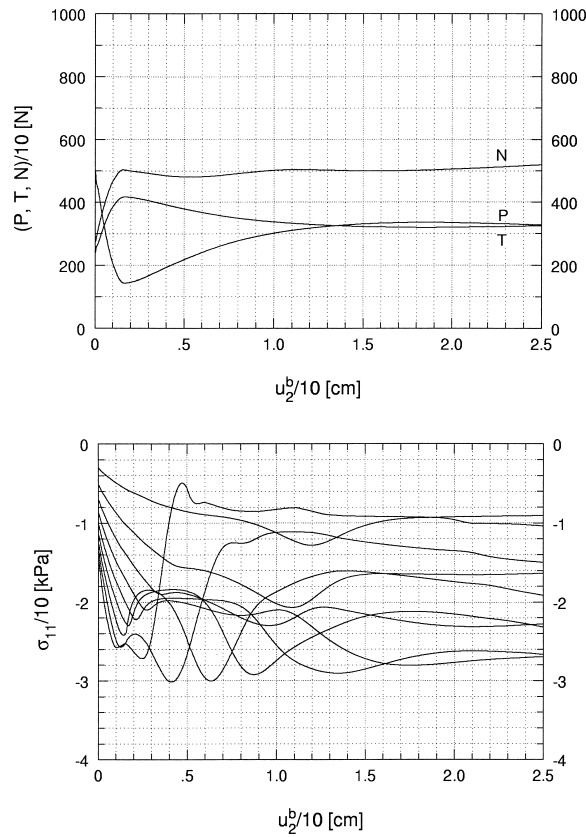 1000 1000
800 800
600 600
400 400
200 200
0 0
(P, T, N)/10 [N]
N
P
T
0 .5 1.0 1.5 2.0 2.5
u₂ᵇ/10 [cm]
0 0
-1 -1
-2 -2
-3 -3
-4 -4
σ₁₁/10 [kPa]
0 .5 1.0 1.5 2.0 2.5
u₂ᵇ/10 [cm]